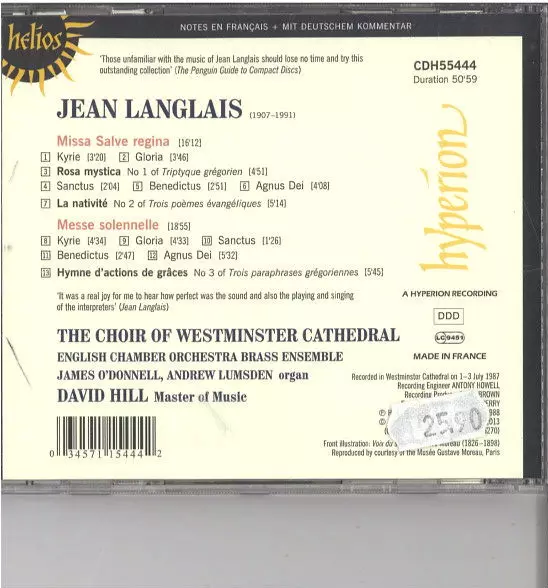 NOTES EN FRANÇAIS + MIT DEUTSCHEM KOMMENTAR
helios
'Those unfamiliar with the music of Jean Langlais should lose no time and try this
outstanding collection' (The Penguin Guide to Compact Discs)
CDH55444
Duration 50'59
JEAN LANGLAIS (1907–1991)
Missa Salve regina [16'12]
1 Kyrie [3'20] 2 Gloria [3'46]
3 Rosa mystica No 1 of Triptyque grégorien [4'51]
4 Sanctus [2'04] 5 Benedictus [2'51] 6 Agnus Dei [4'08]
7 La nativité No 2 of Trois poèmes évangéliques [5'14]
Messe solennelle [18'55]
8 Kyrie [4'34] 9 Gloria [4'33] 10 Sanctus [1'26]
11 Benedictus [2'47] 12 Agnus Dei [5'32]
13 Hymne d'actions de grâces No 3 of Trois paraphrases grégoriennes [5'45]
'It was a real joy for me to hear how perfect was the sound and also the playing and singing
of the interpreters' (Jean Langlais)
THE CHOIR OF WESTMINSTER CATHEDRAL
ENGLISH CHAMBER ORCHESTRA BRASS ENSEMBLE
JAMES O'DONNELL, ANDREW LUMSDEN organ
DAVID HILL Master of Music
hyperion
A HYPERION RECORDING
DDD
LC 9451
MADE IN FRANCE
Recorded in Westminster Cathedral on 1–3 July 1987
Recording Engineer ANTONY HOWELL
Recording BROWN
ERRY
988
2013
6270)
25,90
Front illustration: Voir du Moreau (1826–1898)
Reproduced by courtesy of the Musée Gustave Moreau, Paris
0 34571 15444 2